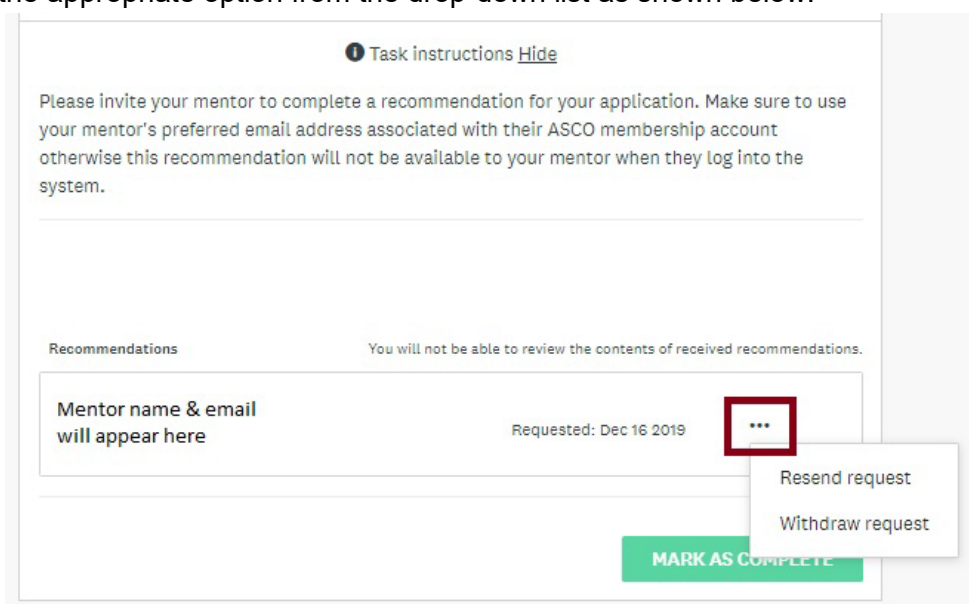 the appropriate option from the drop-down list as shown below.
Task instructions Hide
Please invite your mentor to complete a recommendation for your application. Make sure to use
your mentor's preferred email address associated with their ASCO membership account
otherwise this recommendation will not be available to your mentor when they log into the
system.
Recommendations You will not be able to review the contents of received recommendations.
Mentor name & email
will appear here
Requested: Dec 16 2019 •••
Resend request
Withdraw request
MARK AS COMPLETE